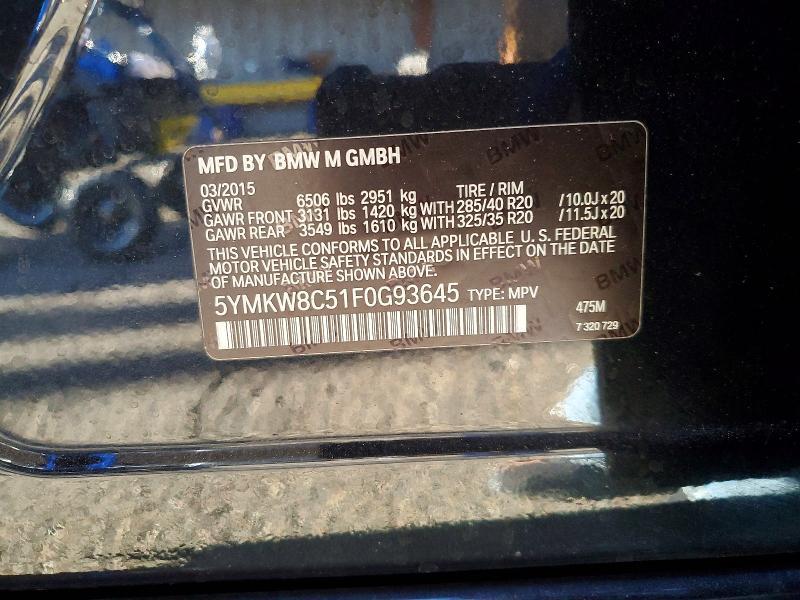 MFD BY BMW M GMBH
03/2015 TIRE / RIM
GVWR 6506 lbs 2951 kg
GAWR FRONT 3131 lbs 1420 kg WITH 285/40 R20 /10.0J x 20
GAWR REAR 3549 lbs 1610 kg WITH 325/35 R20 /11.5J x 20
THIS VEHICLE CONFORMS TO ALL APPLICABLE U. S. FEDERAL
MOTOR VEHICLE SAFETY STANDARDS IN EFFECT ON THE DATE
OF MANUFACTURE SHOWN ABOVE.
5YMKW8C51F0G93645 TYPE: MPV
475M
7 320 729